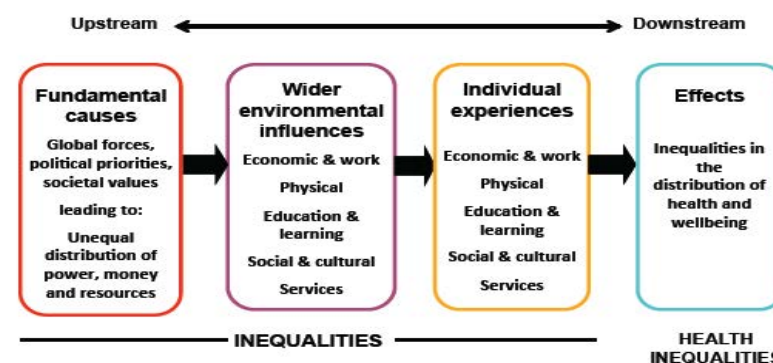 Upstream
Downstream
Fundamental
causes
Global forces,
political priorities,
societal values
leading to:
Unequal
distribution of
power, money
and resources
Wider
environmental
influences
Economic & work
Physical
Education &
learning
Social & cultural
Services
Individual
experiences
Economic & work
Physical
Education &
learning
Social & cultural
Services
Effects
Inequalities in
the
distribution of
health and
wellbeing
INEQUALITIES
HEALTH
INEQUALITIES